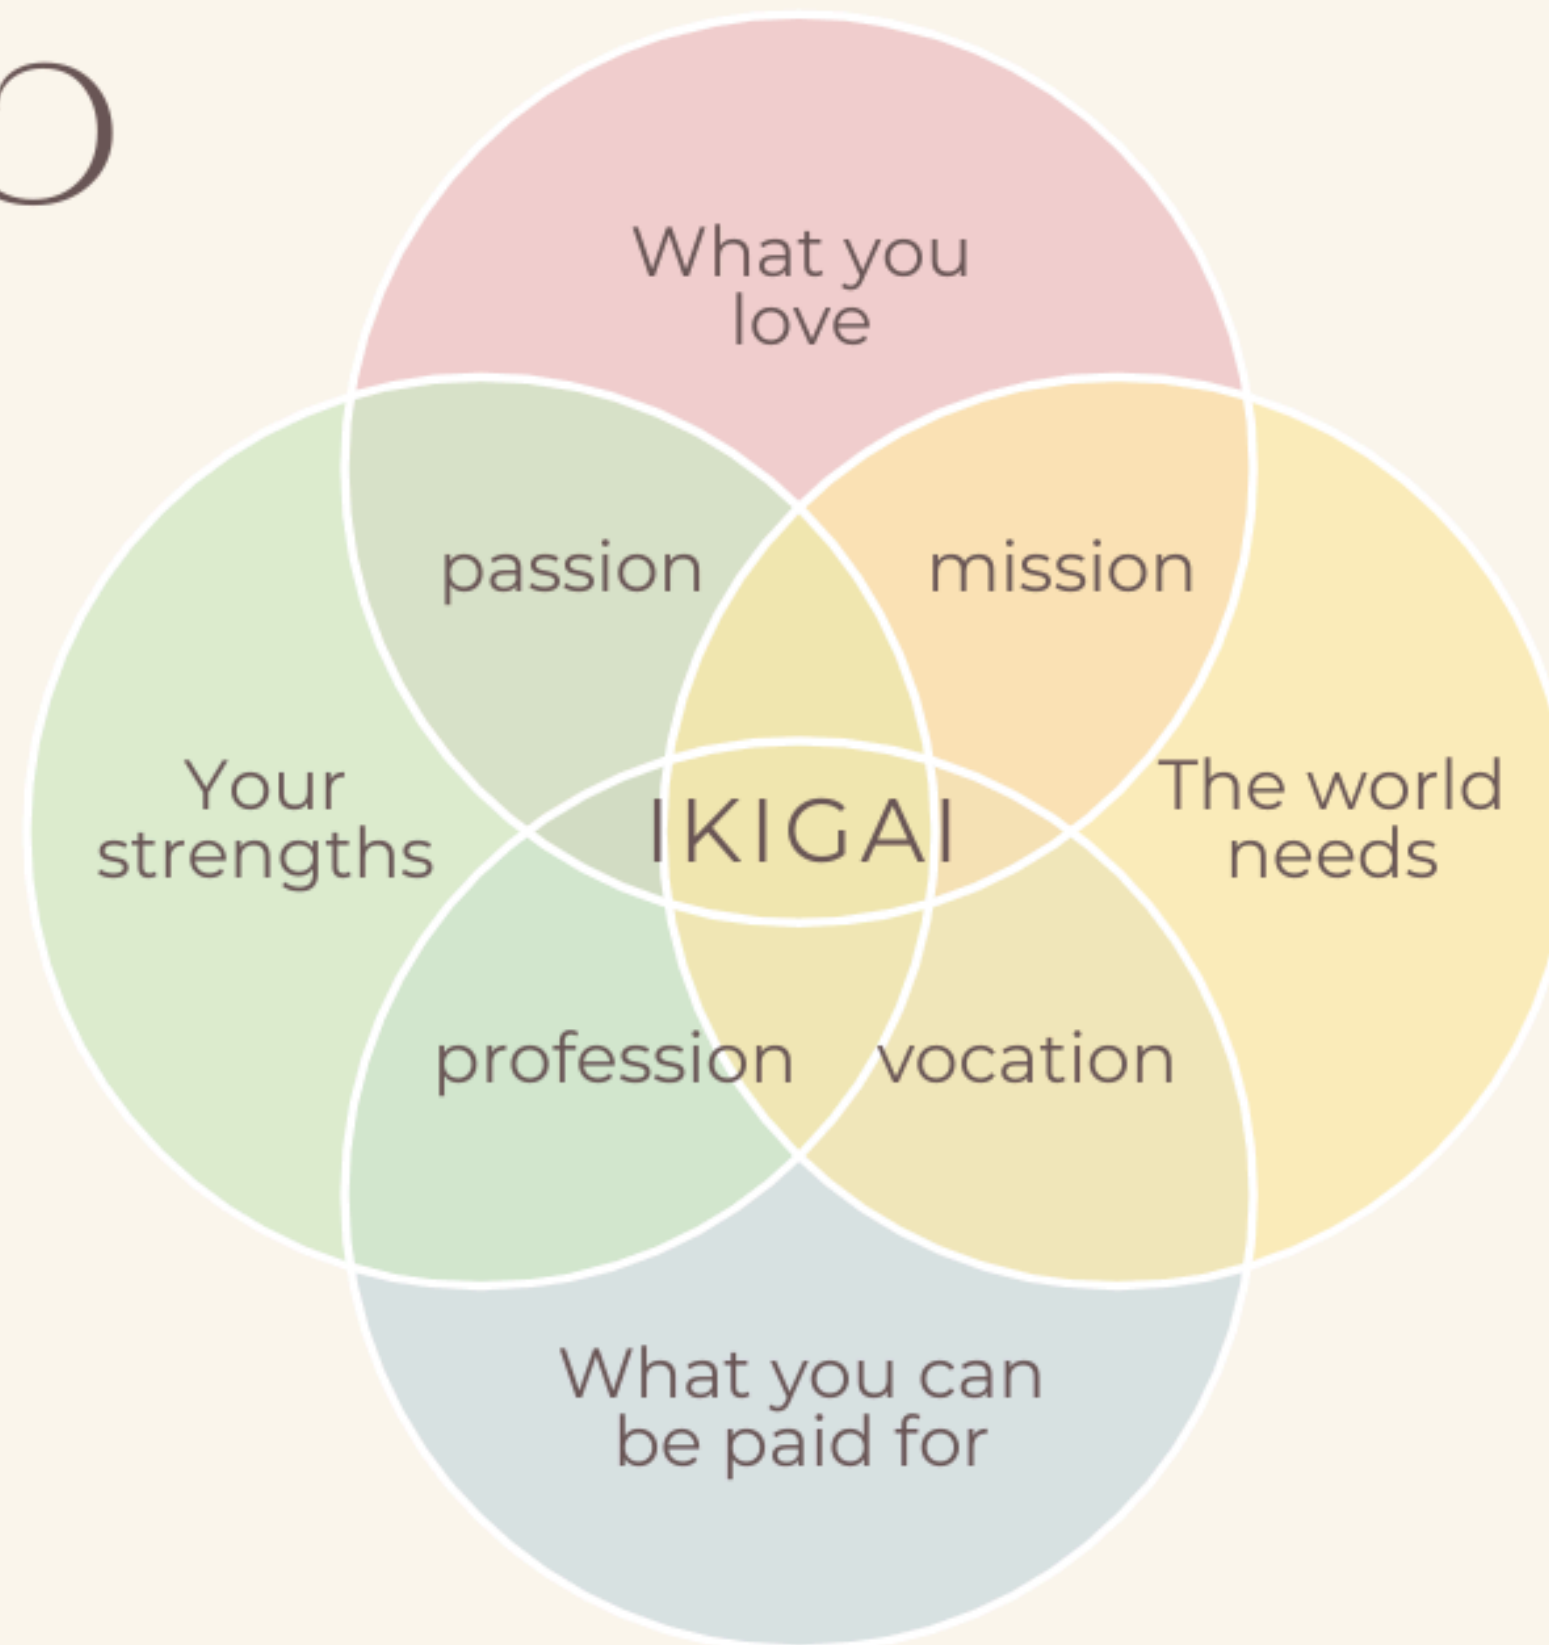 O
What you
love
passion
mission
Your
strengths
IKIGAI
The world
needs
profession
vocation
What you can
be paid for